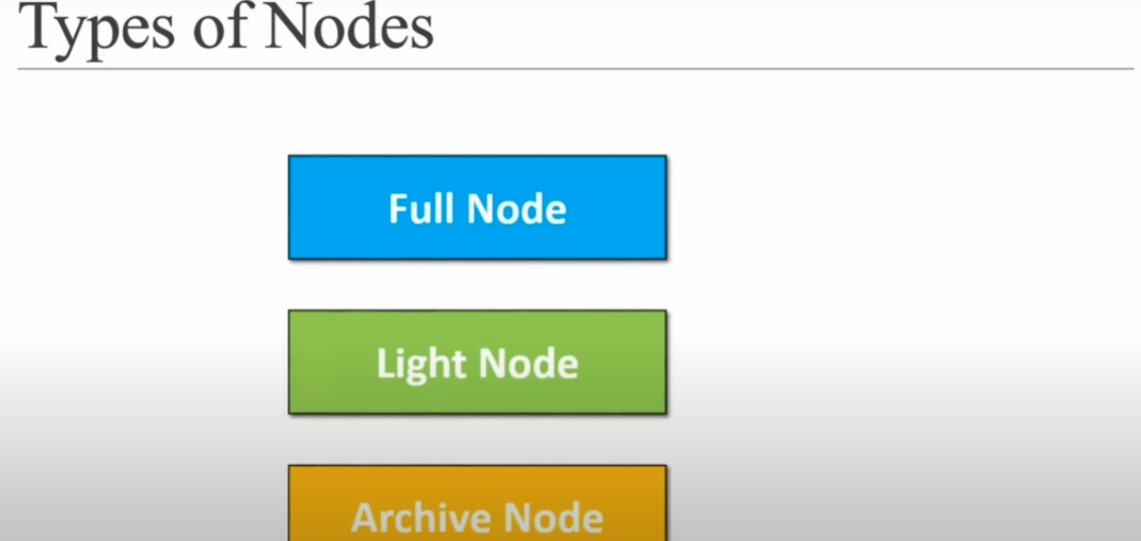 Types of Nodes
Full Node
Light Node
Archive Node